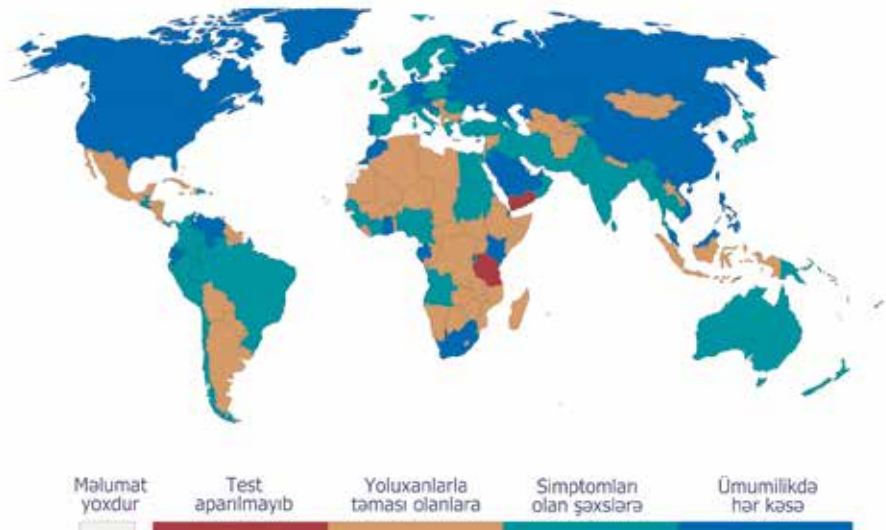 Məlumat
yoxdur
Test
aparılmayıb
Yoluxanlarla
təması olanlara
Simptomları
olan şəxslərə
Ümumilikdə
hər kəsə